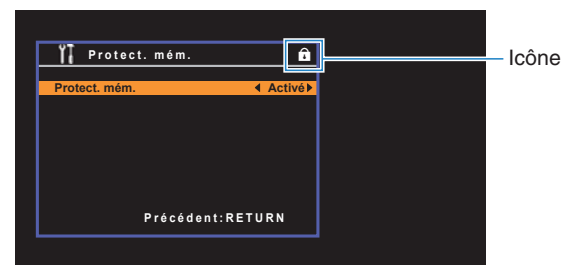 Protect. mém.
Icône
Protect. mém. Activé
Précédent:RETURN